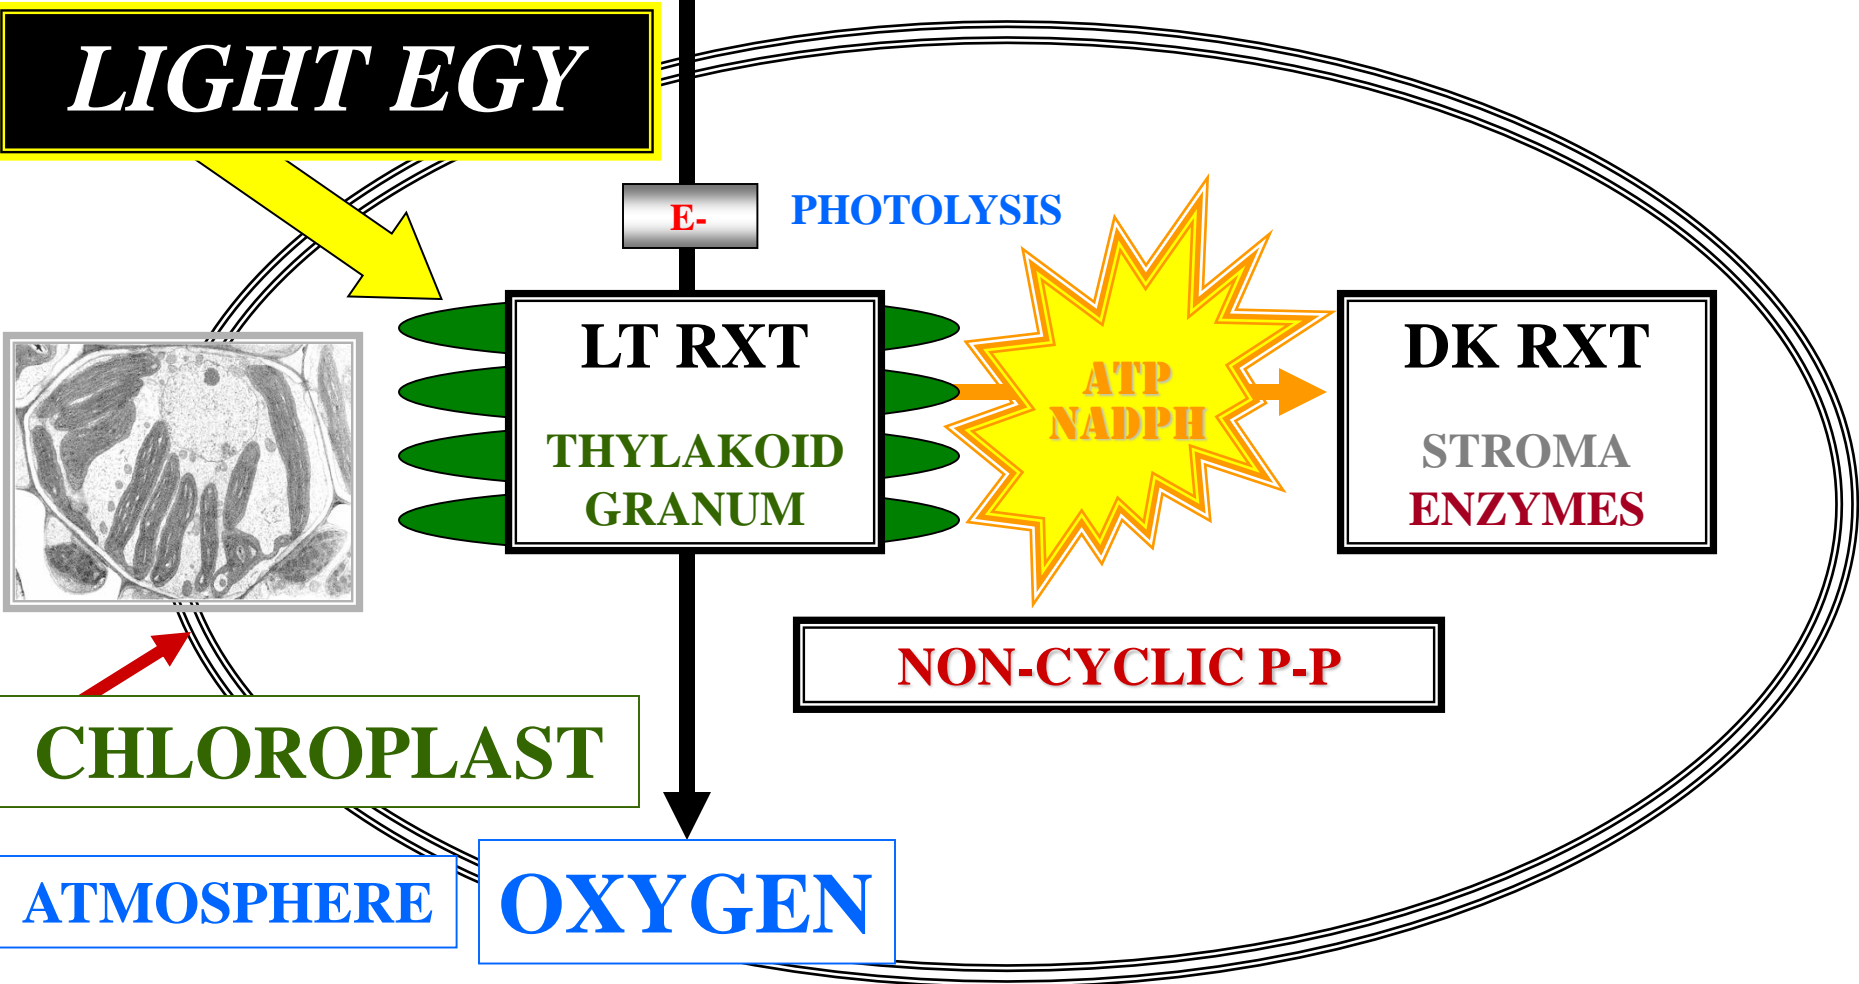 LIGHT EGY
E-
PHOTOLYSIS
LT RXT
THYLAKOID
GRANUM
ATP
NADPH
DK RXT
STROMA
ENZYMES
NON-CYCLIC P-P
CHLOROPLAST
ATMOSPHERE
OXYGEN